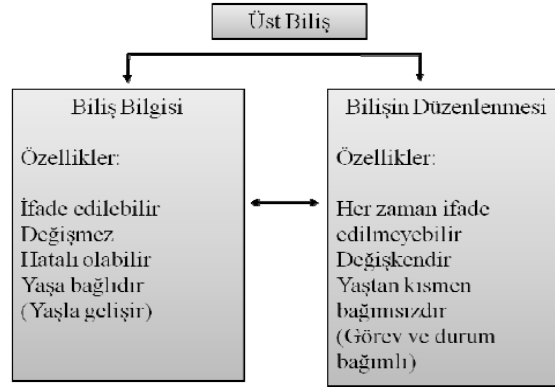 Üst Biliş
Biliş Bilgisi
Özellikler:
İfade edilebilir
Değişmez
Hatalı olabilir
Yaşa bağlıdır
(Yaşla gelişir)
Bilişin Düzenlenmesi
Özellikler:
Her zaman ifade
edilmeyebilir
Değişkendir
Yaştan kısmen
bağımsızdır
(Görev ve durum
bağımlı)